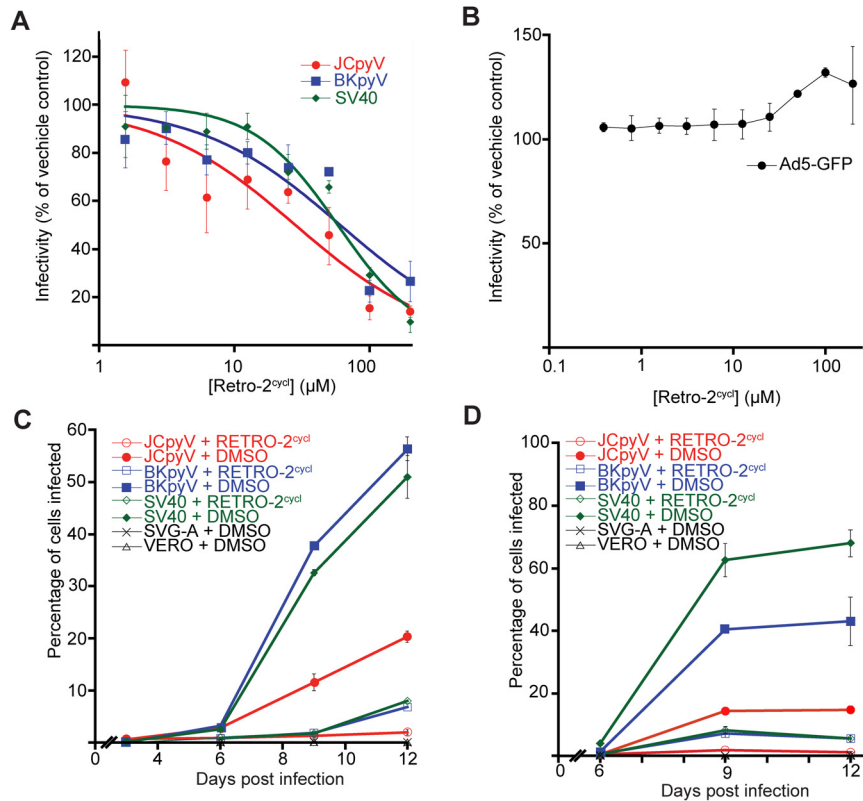 A
Infectivity (% of vechicle control)
120
100
80
60
40
20
JCpyV
BKpyV
SV40
1
10
100
[Retro-2cycl] (µM)
B
Infectivity (% of vehicle control)
150
100
50
Ad5-GFP
0.1
1
10
100
[Retro-2cycl] (µM)
C
Percentage of cells infected
60
50
40
30
20
10
JCpyV + RETRO-2cycl
JCpyV + DMSO
BKpyV + RETRO-2cycl
BKpyV + DMSO
SV40 + RETRO-2cycl
SV40 + DMSO
SVG-A + DMSO
VERO + DMSO
0
4
6
8
10
12
Days post infection
D
Percentage of cells infected
100
80
60
40
20
JCpyV + RETRO-2cycl
JCpyV + DMSO
BKpyV + RETRO-2cycl
BKpyV + DMSO
SV40 + RETRO-2cycl
SV40 + DMSO
SVG-A + DMSO
VERO + DMSO
0
6
9
12
Days post infection